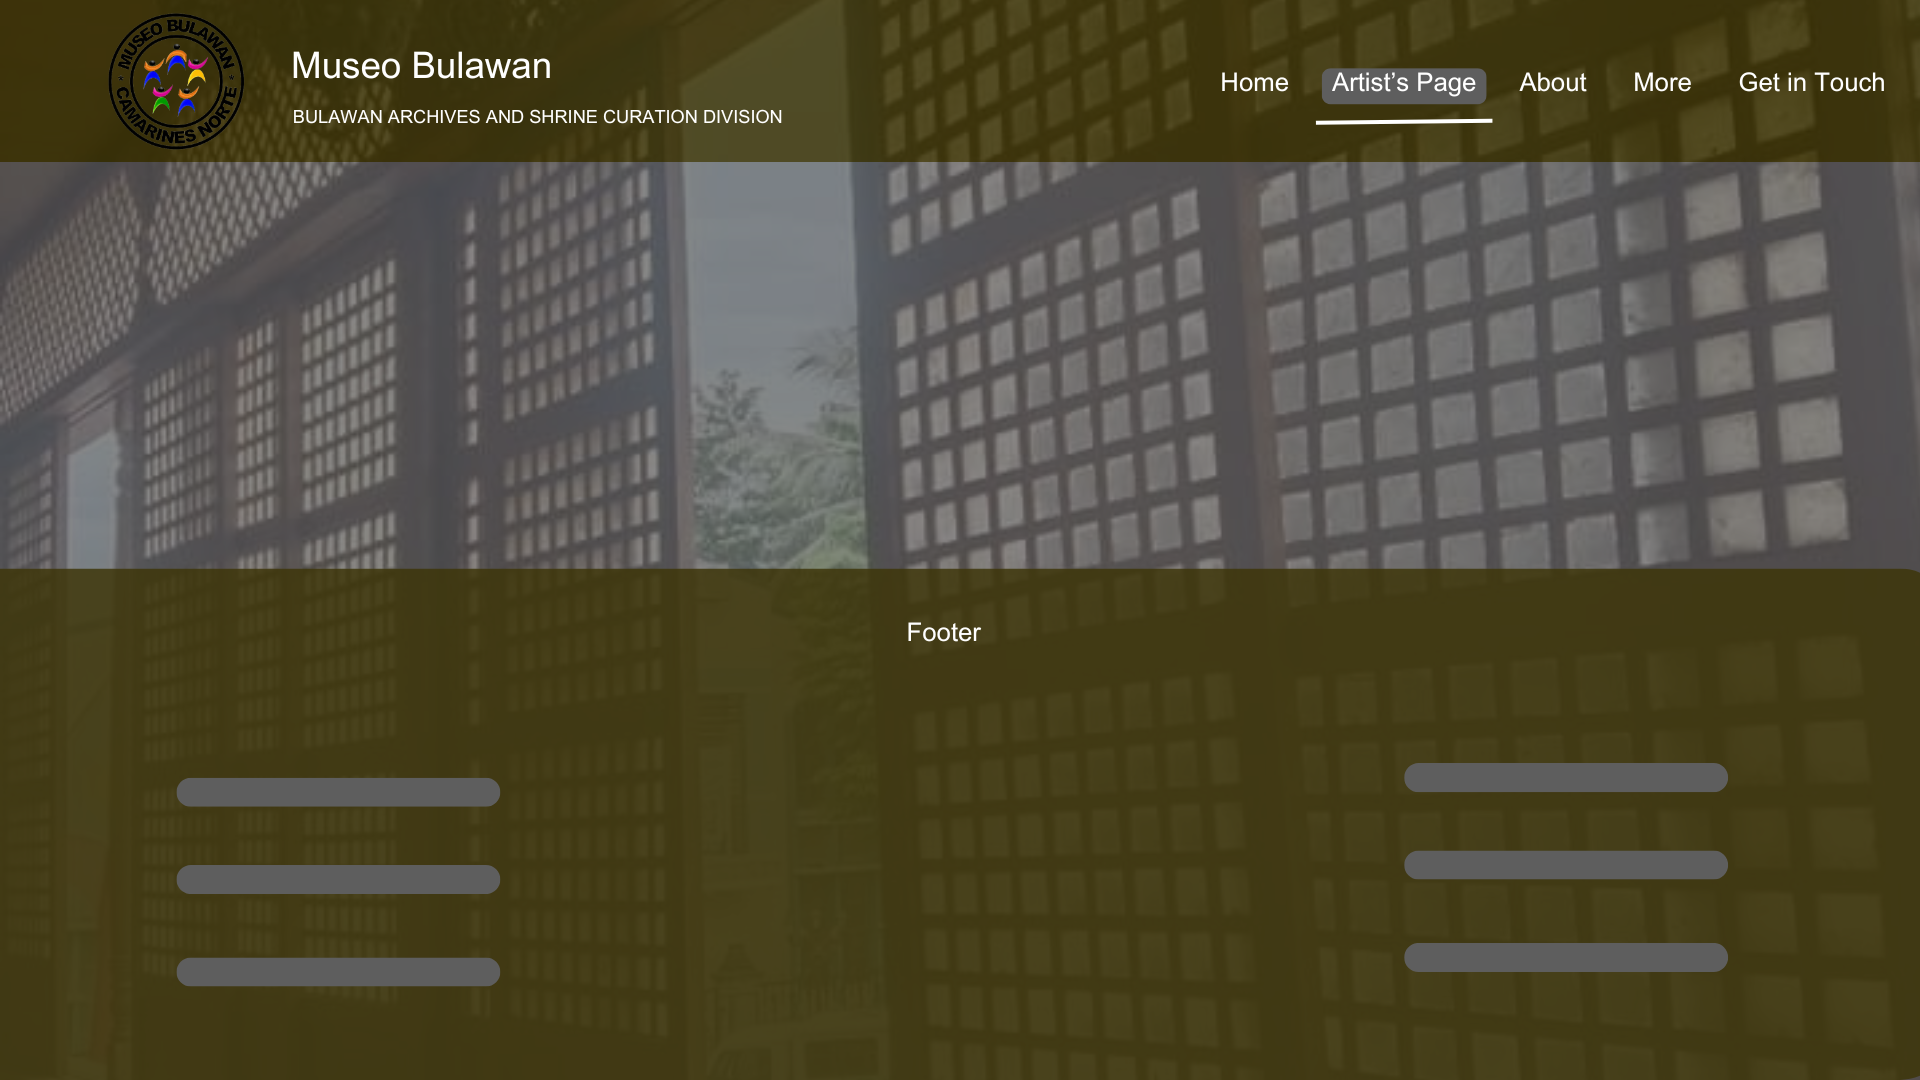 MUSEO BULAWAN
CAMARINES NORTE
Museo Bulawan
BULAWAN ARCHIVES AND SHRINE CURATION DIVISION
Home
Artist’s Page
About
More
Get in Touch
Footer